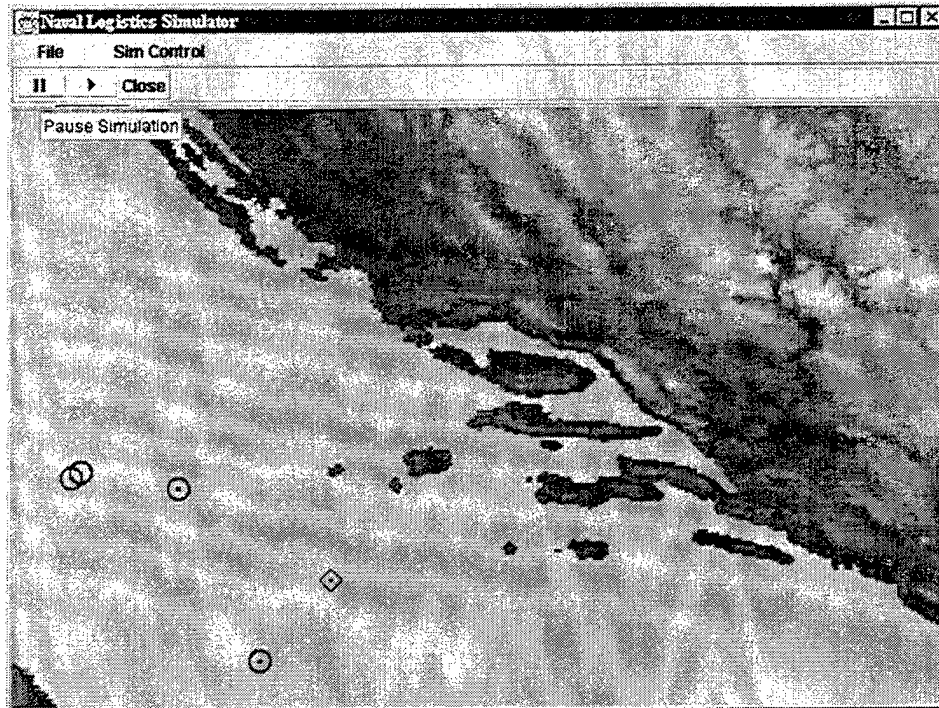 Naval Logistics Simulator
File Sim Control
Close
Pause Simulation